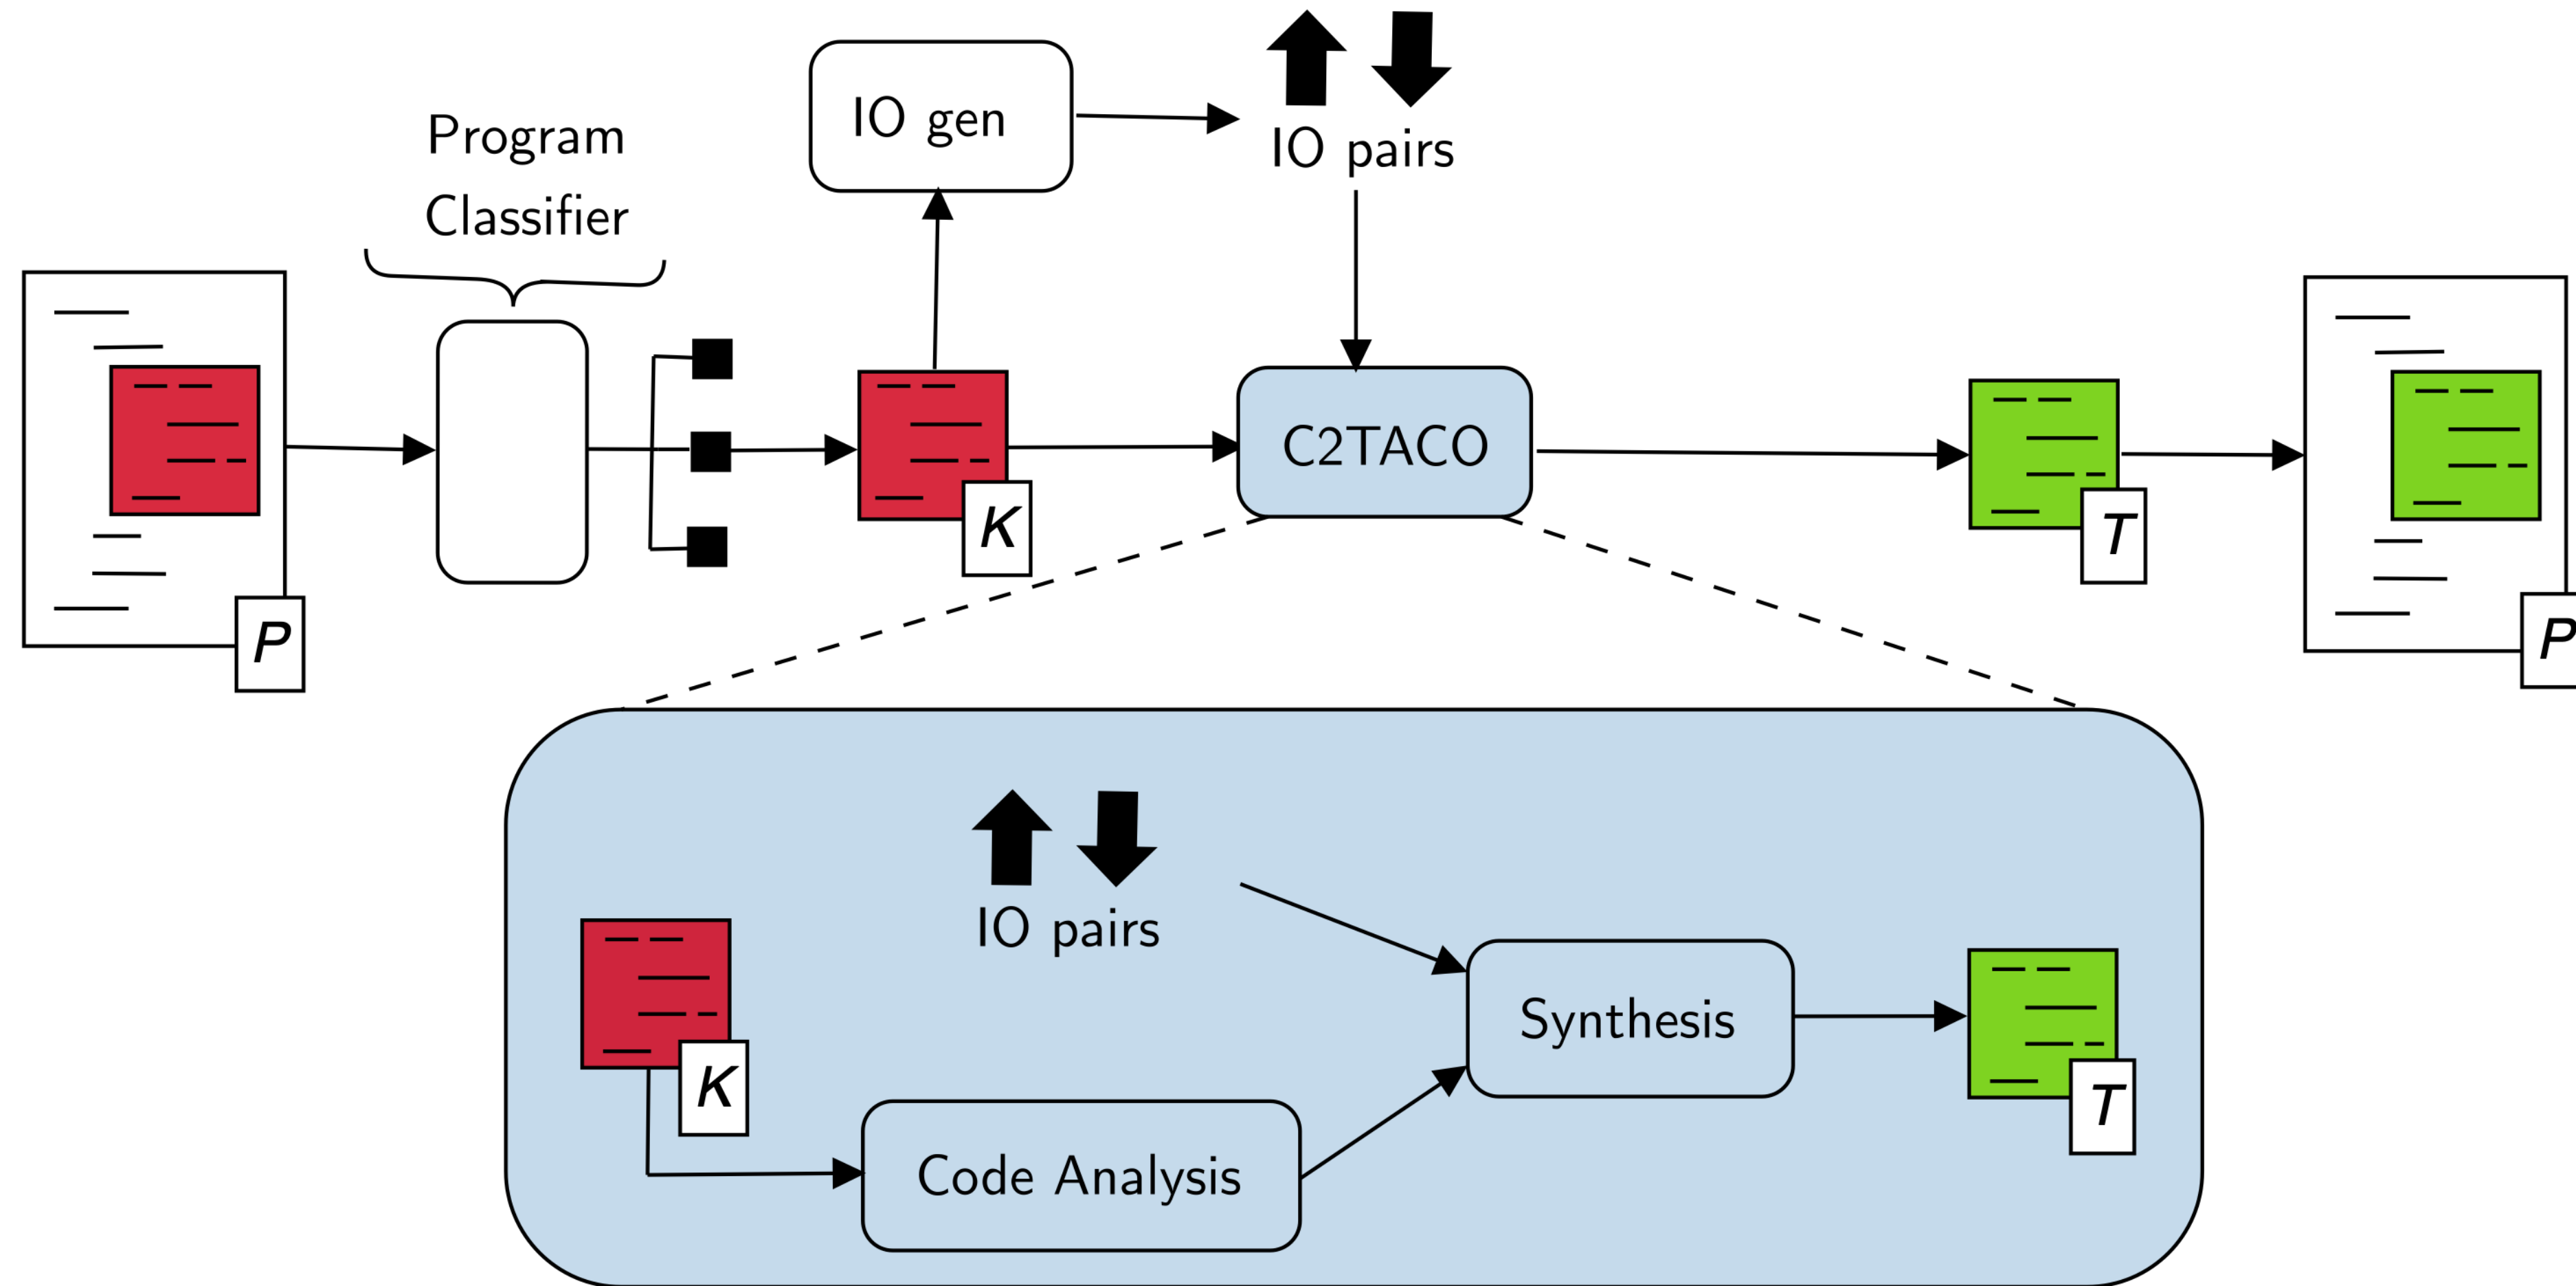 IO gen
IO pairs
Program
Classifier
C2TACO
K
T
P
P
IO pairs
K
Synthesis
T
Code Analysis